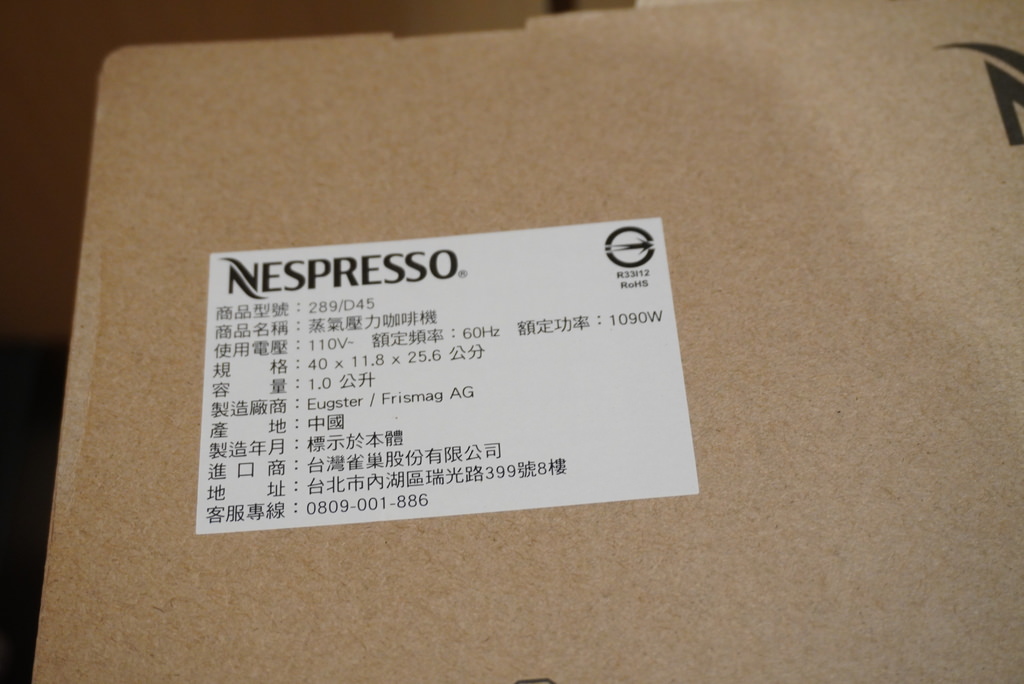 NESPRESSO®
R33I12
RoHS
商品型號：289/D45
商品名稱：蒸氣壓力咖啡機
使用電壓：110V~ 額定頻率：60Hz 額定功率：1090W
規格：40 x 11.8 x 25.6 公分
容量：1.0 公升
製造廠商：Eugster / Frismag AG
產地：中國
製造年月：標示於本體
進口商：台灣雀巢股份有限公司
地址：台北市內湖區瑞光路399號8樓
客服專線：0809-001-886